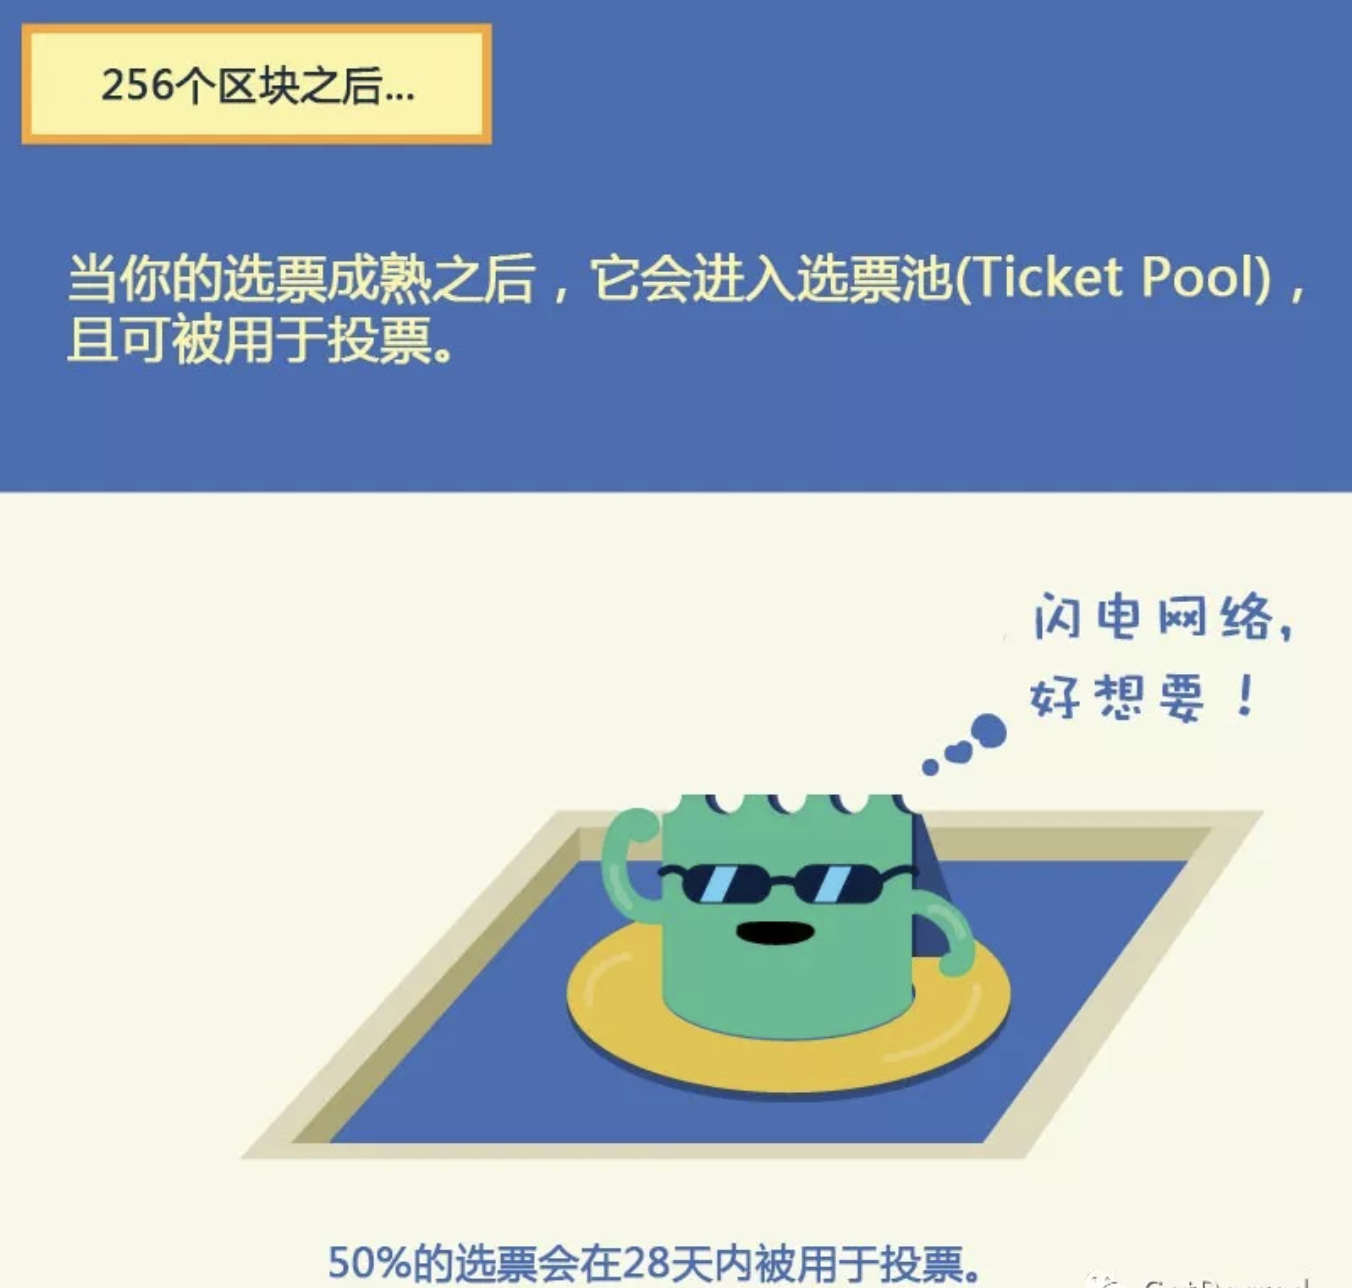 256个区块之后...
当你的选票成熟之后，它会进入选票池(Ticket Pool)，
且可被用于投票。
闪电网络，
好想要！
50%的选票会在28天内被用于投票。